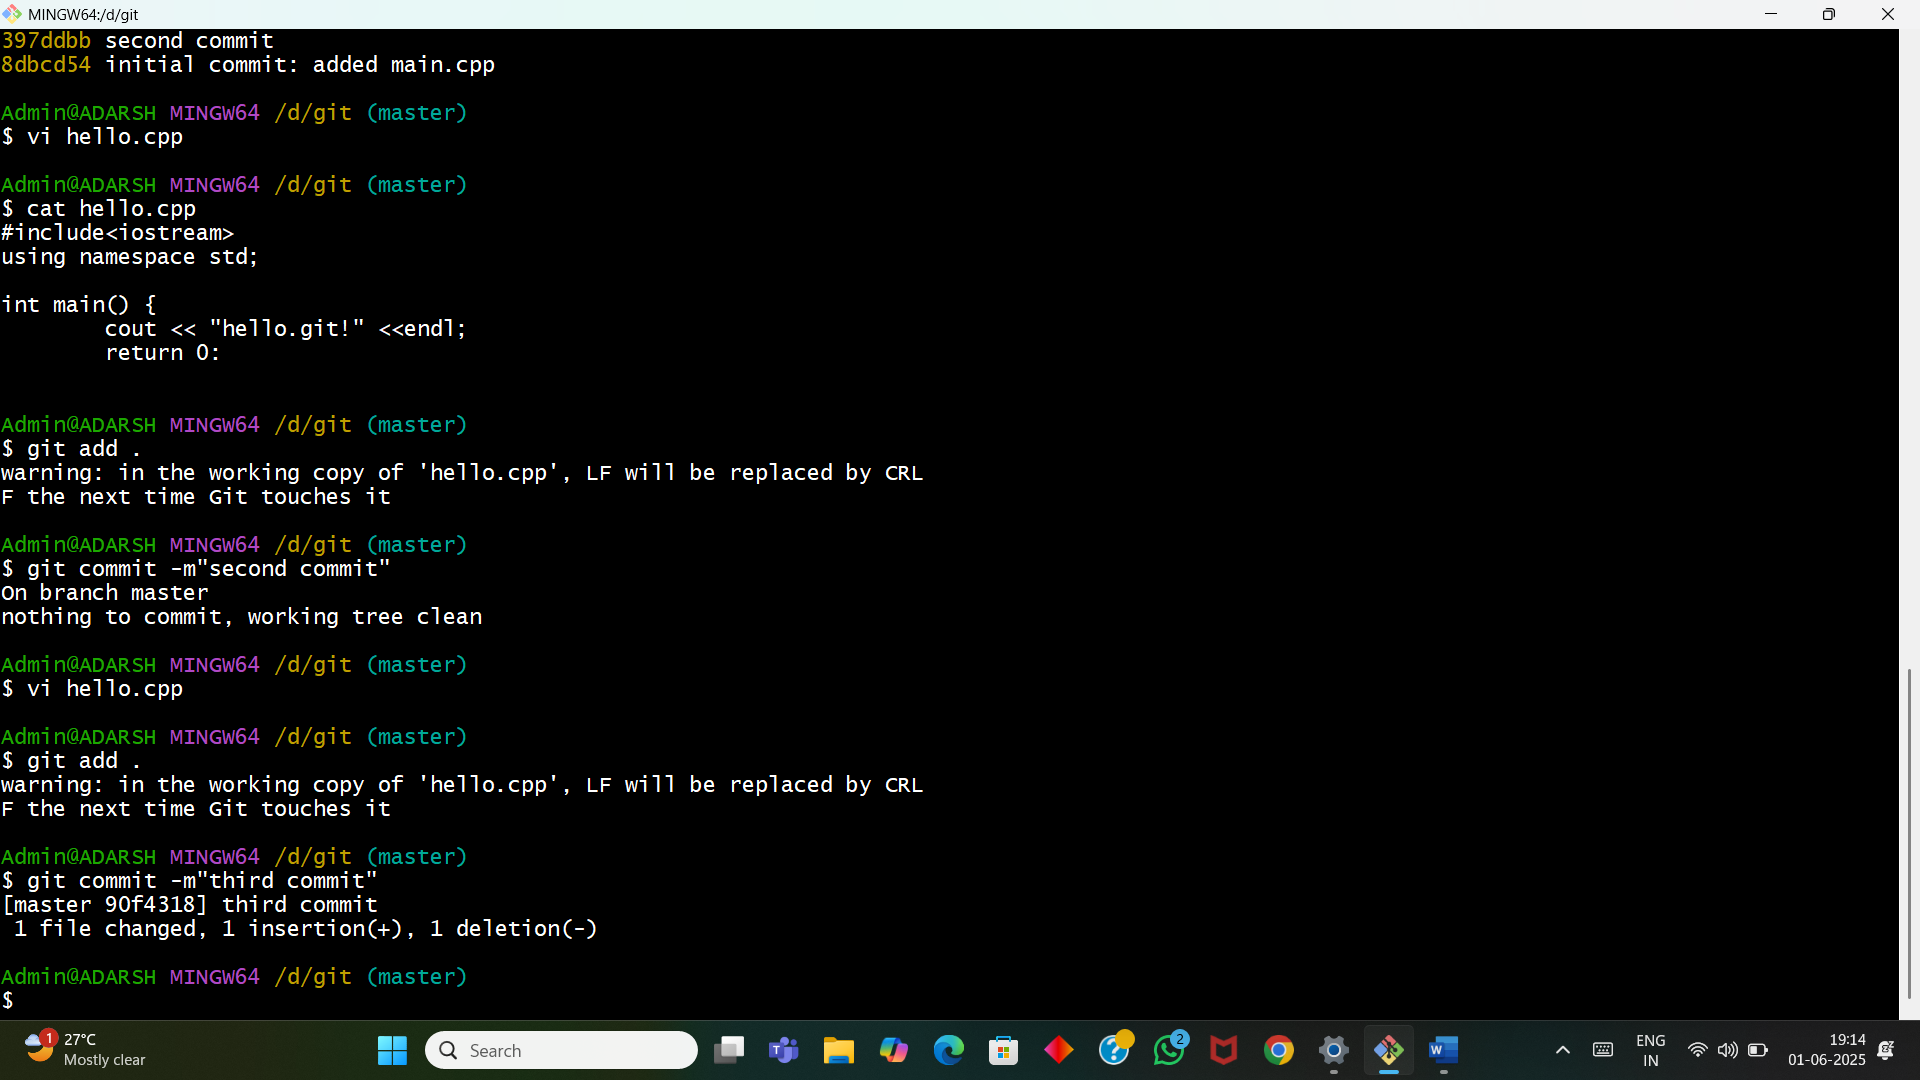 MINGW64:/d/git
397ddbb second commit
8dbcd54 initial commit: added main.cpp
Admin@ADARSH MINGW64 /d/git (master)
$ vi hello.cpp
Admin@ADARSH MINGW64 /d/git (master)
$ cat hello.cpp
#include<iostream>
using namespace std;
int main() {
        cout << "hello.git!" <<endl;
        return 0:
Admin@ADARSH MINGW64 /d/git (master)
$ git add .
warning: in the working copy of 'hello.cpp', LF will be replaced by CRL
F the next time Git touches it
Admin@ADARSH MINGW64 /d/git (master)
$ git commit -m"second commit"
On branch master
nothing to commit, working tree clean
Admin@ADARSH MINGW64 /d/git (master)
$ vi hello.cpp
Admin@ADARSH MINGW64 /d/git (master)
$ git add .
warning: in the working copy of 'hello.cpp', LF will be replaced by CRL
F the next time Git touches it
Admin@ADARSH MINGW64 /d/git (master)
$ git commit -m"third commit"
[master 90f4318] third commit
 1 file changed, 1 insertion(+), 1 deletion(-)
Admin@ADARSH MINGW64 /d/git (master)
$
1
27°C
Mostly clear
Search
T
2
W
ENG
IN
19:14
01-06-2025